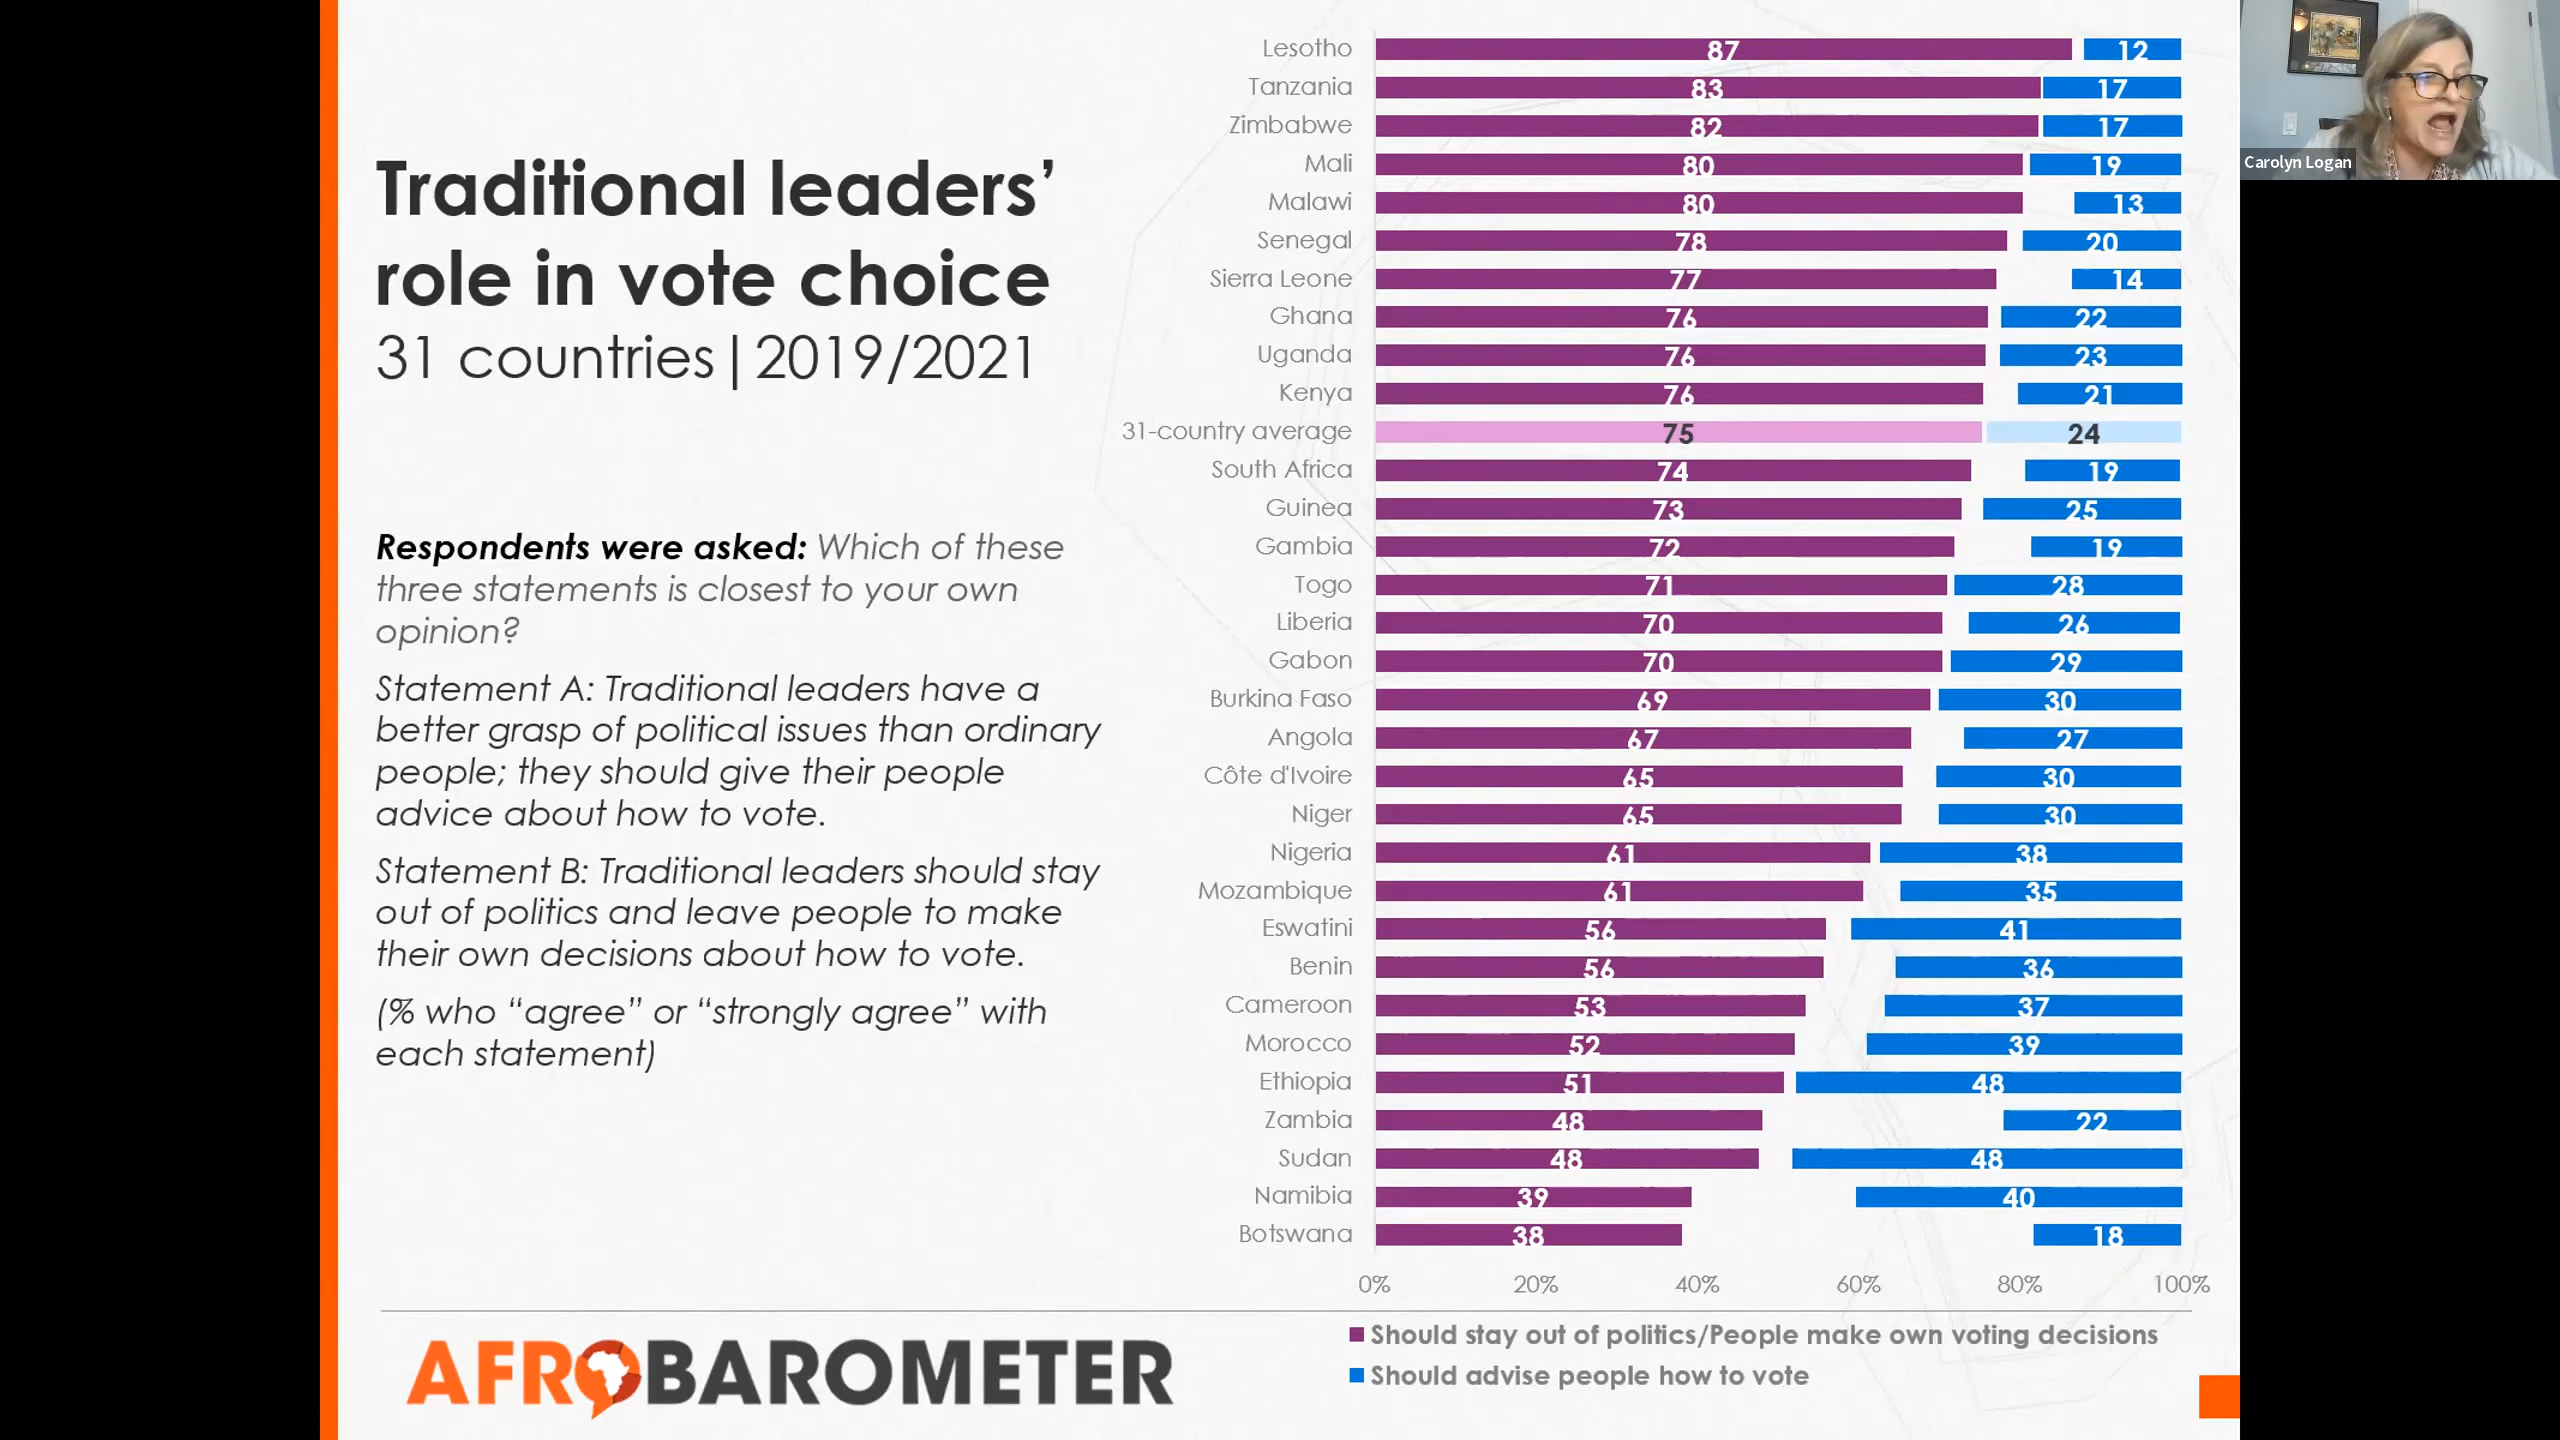 Traditional leaders’
role in vote choice
31 countries|2019/2021
Respondents were asked: Which of these
three statements is closest to your own
opinion?
Statement A: Traditional leaders have a
better grasp of political issues than ordinary
people; they should give their people
advice about how to vote.
Statement B: Traditional leaders should stay
out of politics and leave people to make
their own decisions about how to vote.
(% who “agree” or “strongly agree” with
each statement)
Lesotho 87 12
Tanzania 83 17
Zimbabwe 82 17
Mali 80 19
Malawi 80 13
Senegal 78 20
Sierra Leone 77 14
Ghana 76 22
Uganda 76 23
Kenya 76 21
31-country average 75 24
South Africa 74 19
Guinea 73 25
Gambia 72 19
Togo 71 28
Liberia 70 26
Gabon 70 29
Burkina Faso 69 30
Angola 67 27
Côte d'Ivoire 65 30
Niger 65 30
Nigeria 61 38
Mozambique 61 35
Eswatini 56 41
Benin 56 36
Cameroon 53 37
Morocco 52 39
Ethiopia 51 48
Zambia 48 22
Sudan 48 48
Namibia 39 40
Botswana 38 18
0% 20% 40% 60% 80% 100%
Should stay out of politics/People make own voting decisions
Should advise people how to vote
AFROBAROMETER
Carolyn Logan